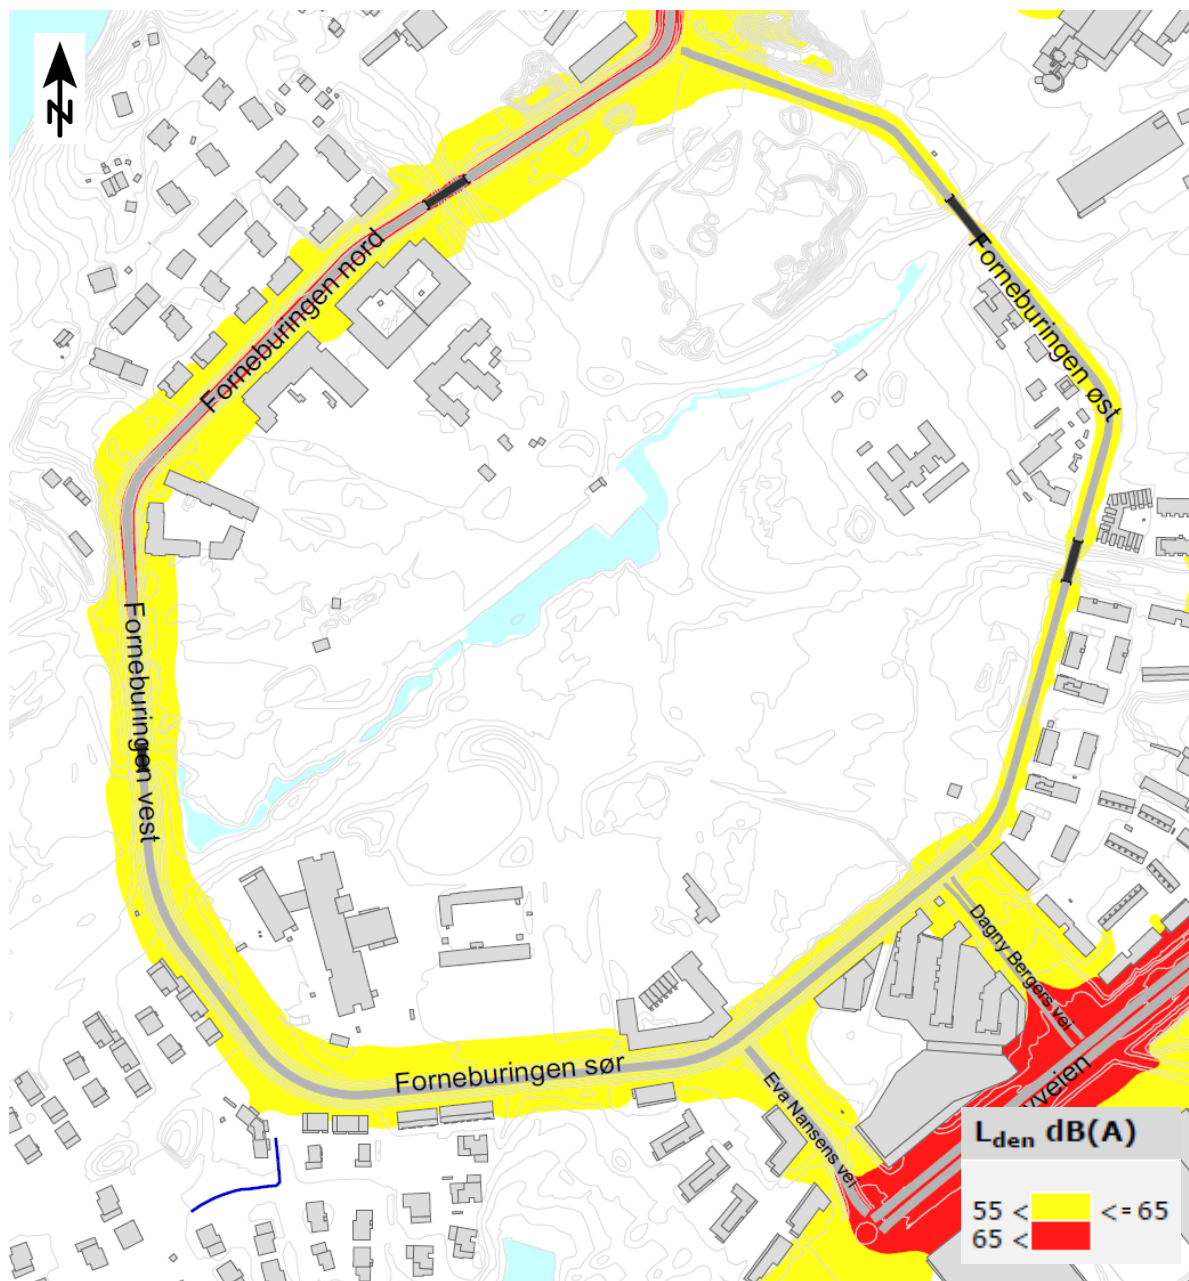 N
Forneburingen nord
Forneburingen øst
Forneburingen vest
Dagny Bergers vei
Forneburingen sør
Eva Nansens vei
yveien
Lden dB(A)
55 < <= 65
65 <